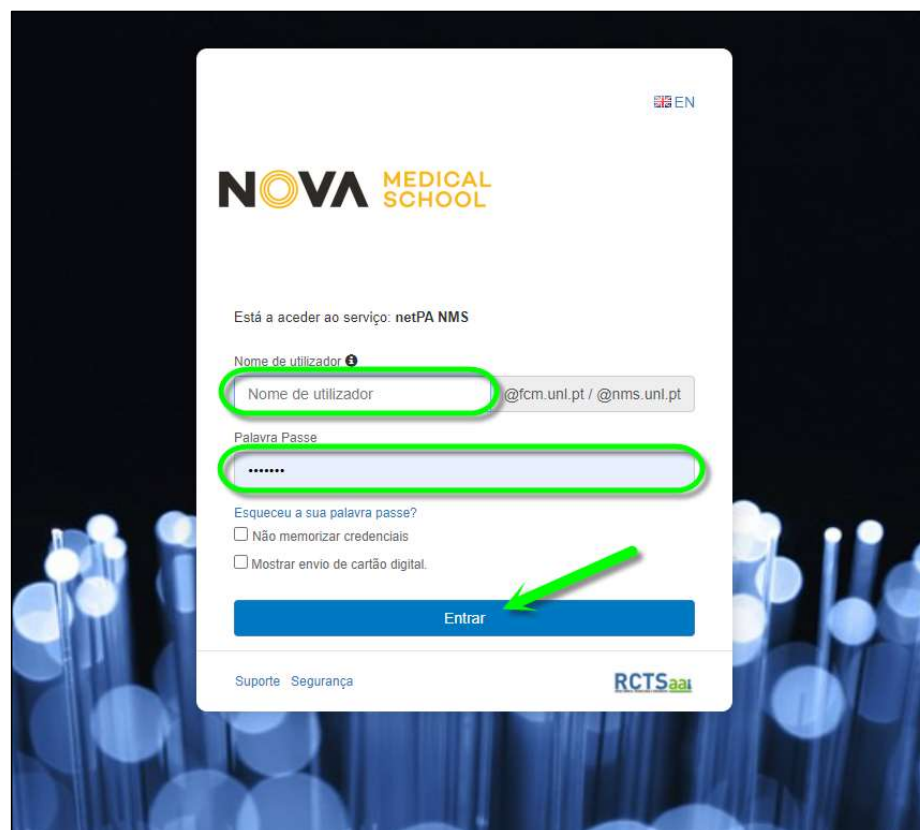 EN
NOVA MEDICAL
SCHOOL
Está a aceder ao serviço: netPA NMS
Nome de utilizador
Nome de utilizador @fcm.unl.pt / @nms.unl.pt
Palavra Passe
•••••••
Esqueceu a sua palavra passe?
Não memorizar credenciais
Mostrar envio de cartão digital.
Entrar
Suporte Segurança RCTSaai